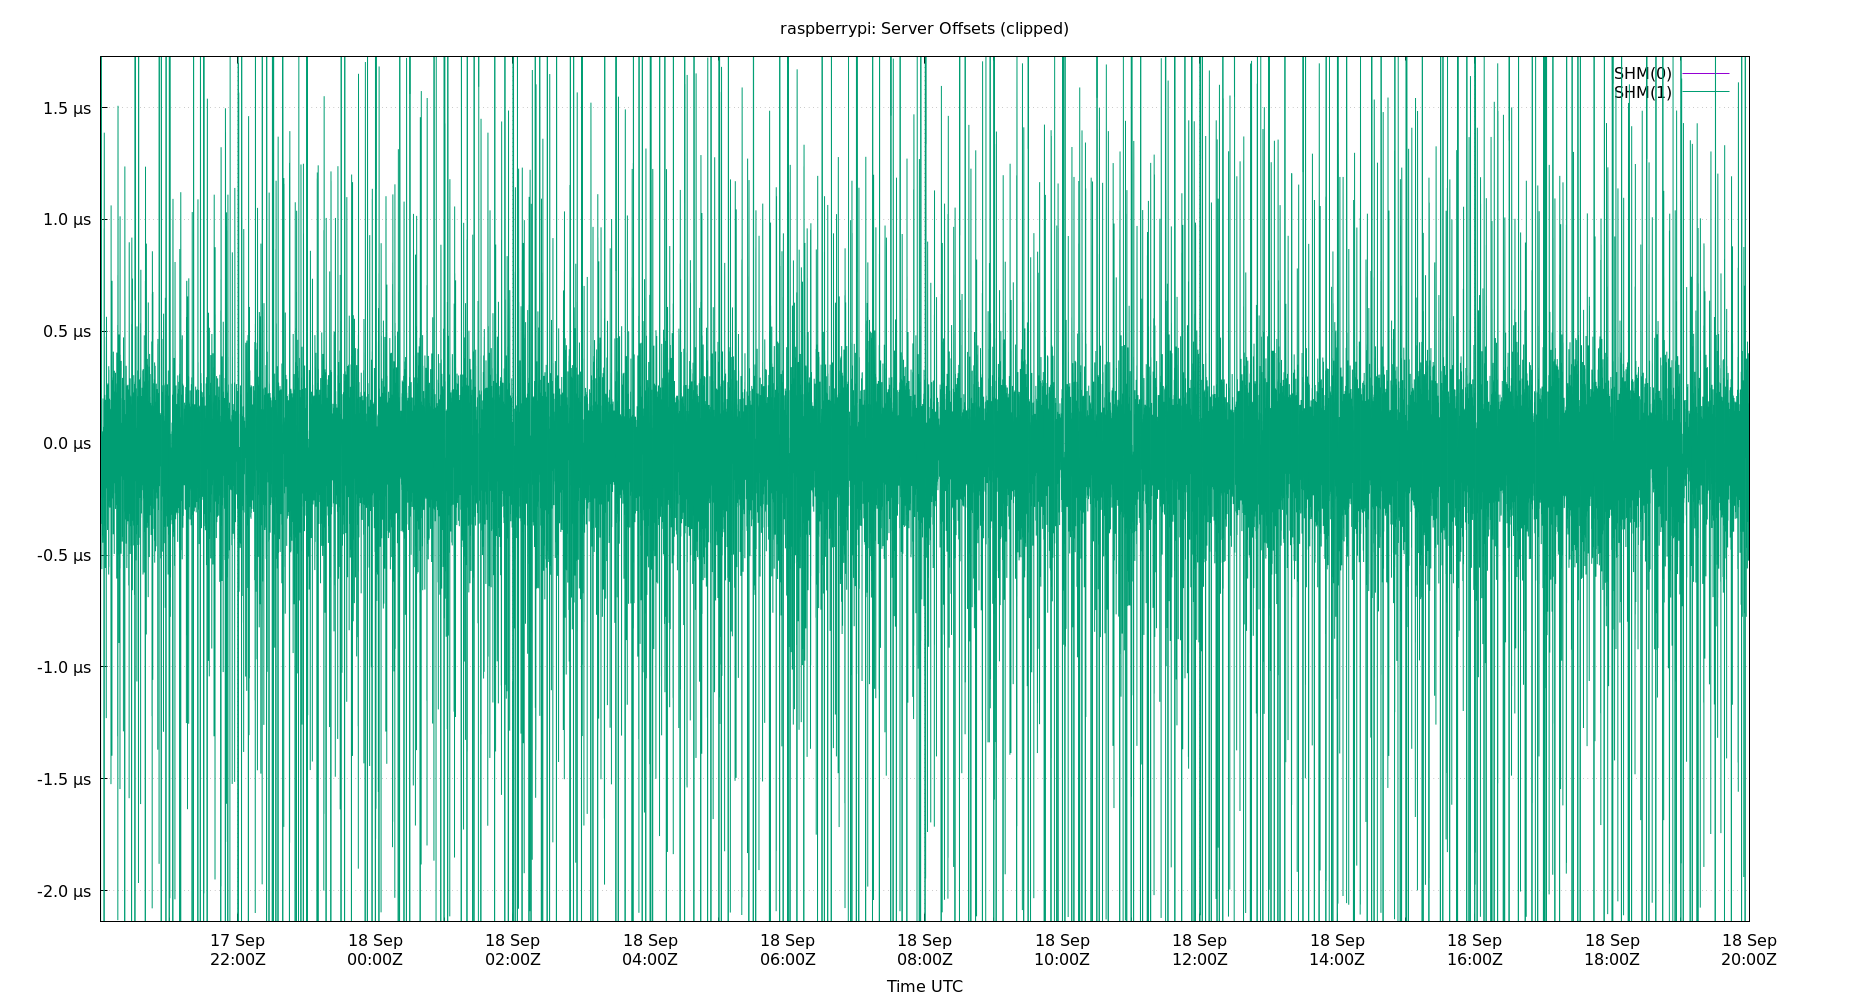 raspberrypi: Server Offsets (clipped)
SHM(0)
SHM(1)
1.5 µs
1.0 µs
0.5 µs
0.0 µs
-0.5 µs
-1.0 µs
-1.5 µs
-2.0 µs
17 Sep 18 Sep 18 Sep 18 Sep 18 Sep 18 Sep 18 Sep 18 Sep 18 Sep 18 Sep 18 Sep 18 Sep
22:00Z 00:00Z 02:00Z 04:00Z 06:00Z 08:00Z 10:00Z 12:00Z 14:00Z 16:00Z 18:00Z 20:00Z
Time UTC